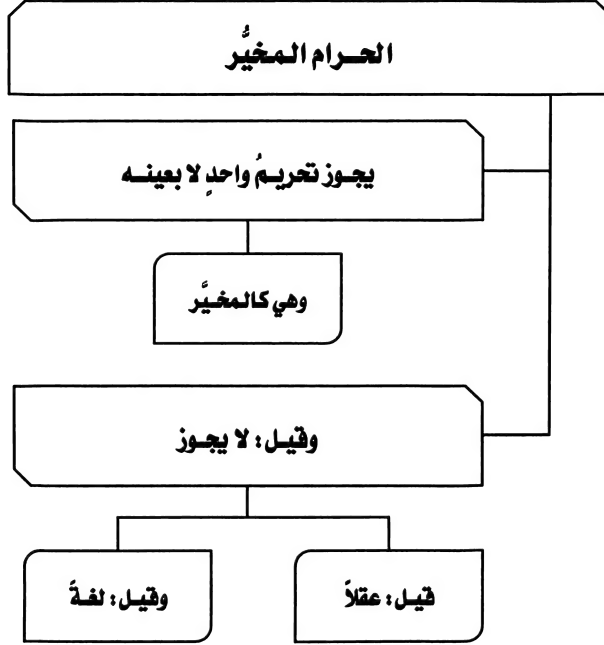 الحرام المخيَّر
يجوز تحريمُ واحدٍ لا بعينه
وهي كالمخيَّر
وقيل: لا يجوز
قيل: عقلاً
وقيل: لغةً